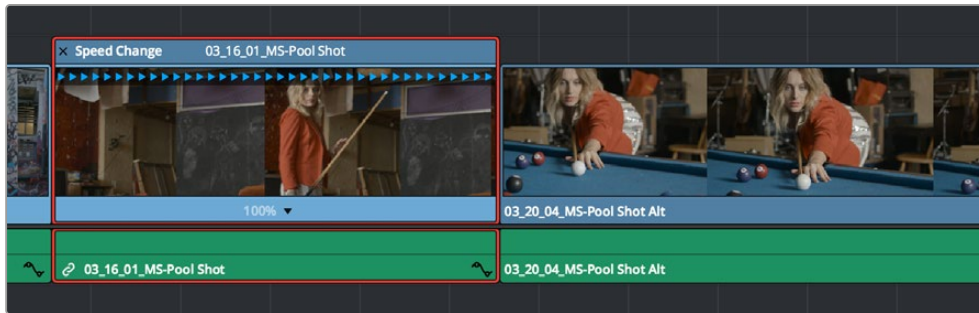 × Speed Change 03_16_01_MS-Pool Shot
100% ▼
03_20_04_MS-Pool Shot Alt
03_16_01_MS-Pool Shot
03_20_04_MS-Pool Shot Alt